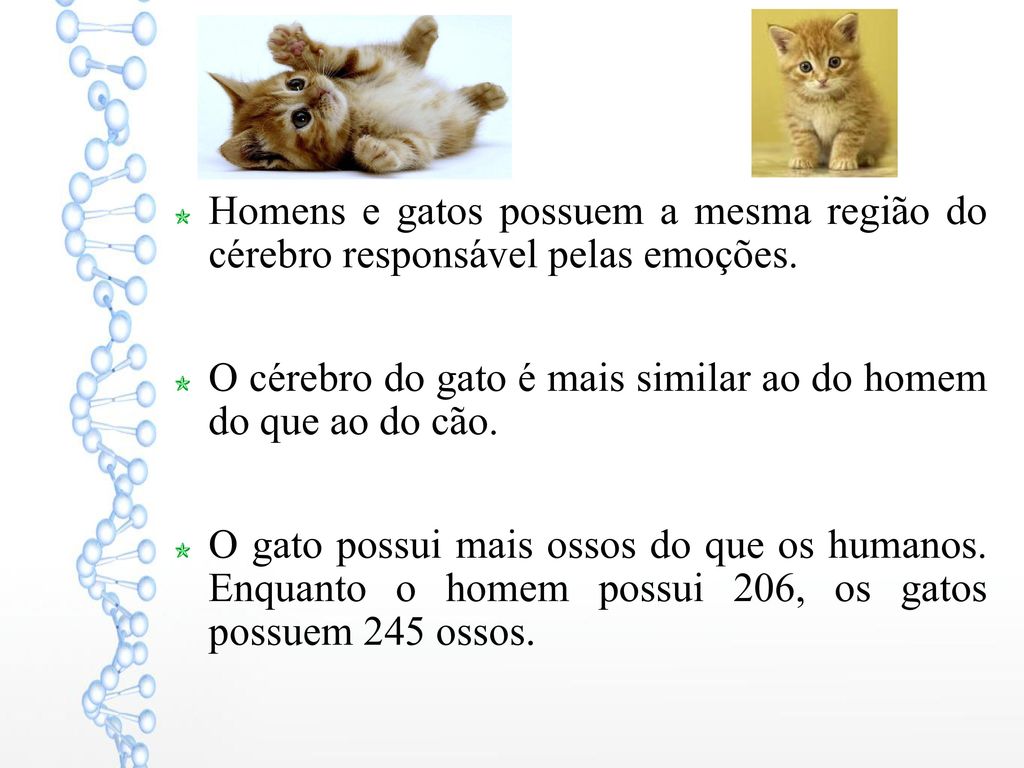 Homens e gatos possuem a mesma região do
cérebro responsável pelas emoções.
O cérebro do gato é mais similar ao do homem
do que ao do cão.
O gato possui mais ossos do que os humanos.
Enquanto o homem possui 206, os gatos
possuem 245 ossos.